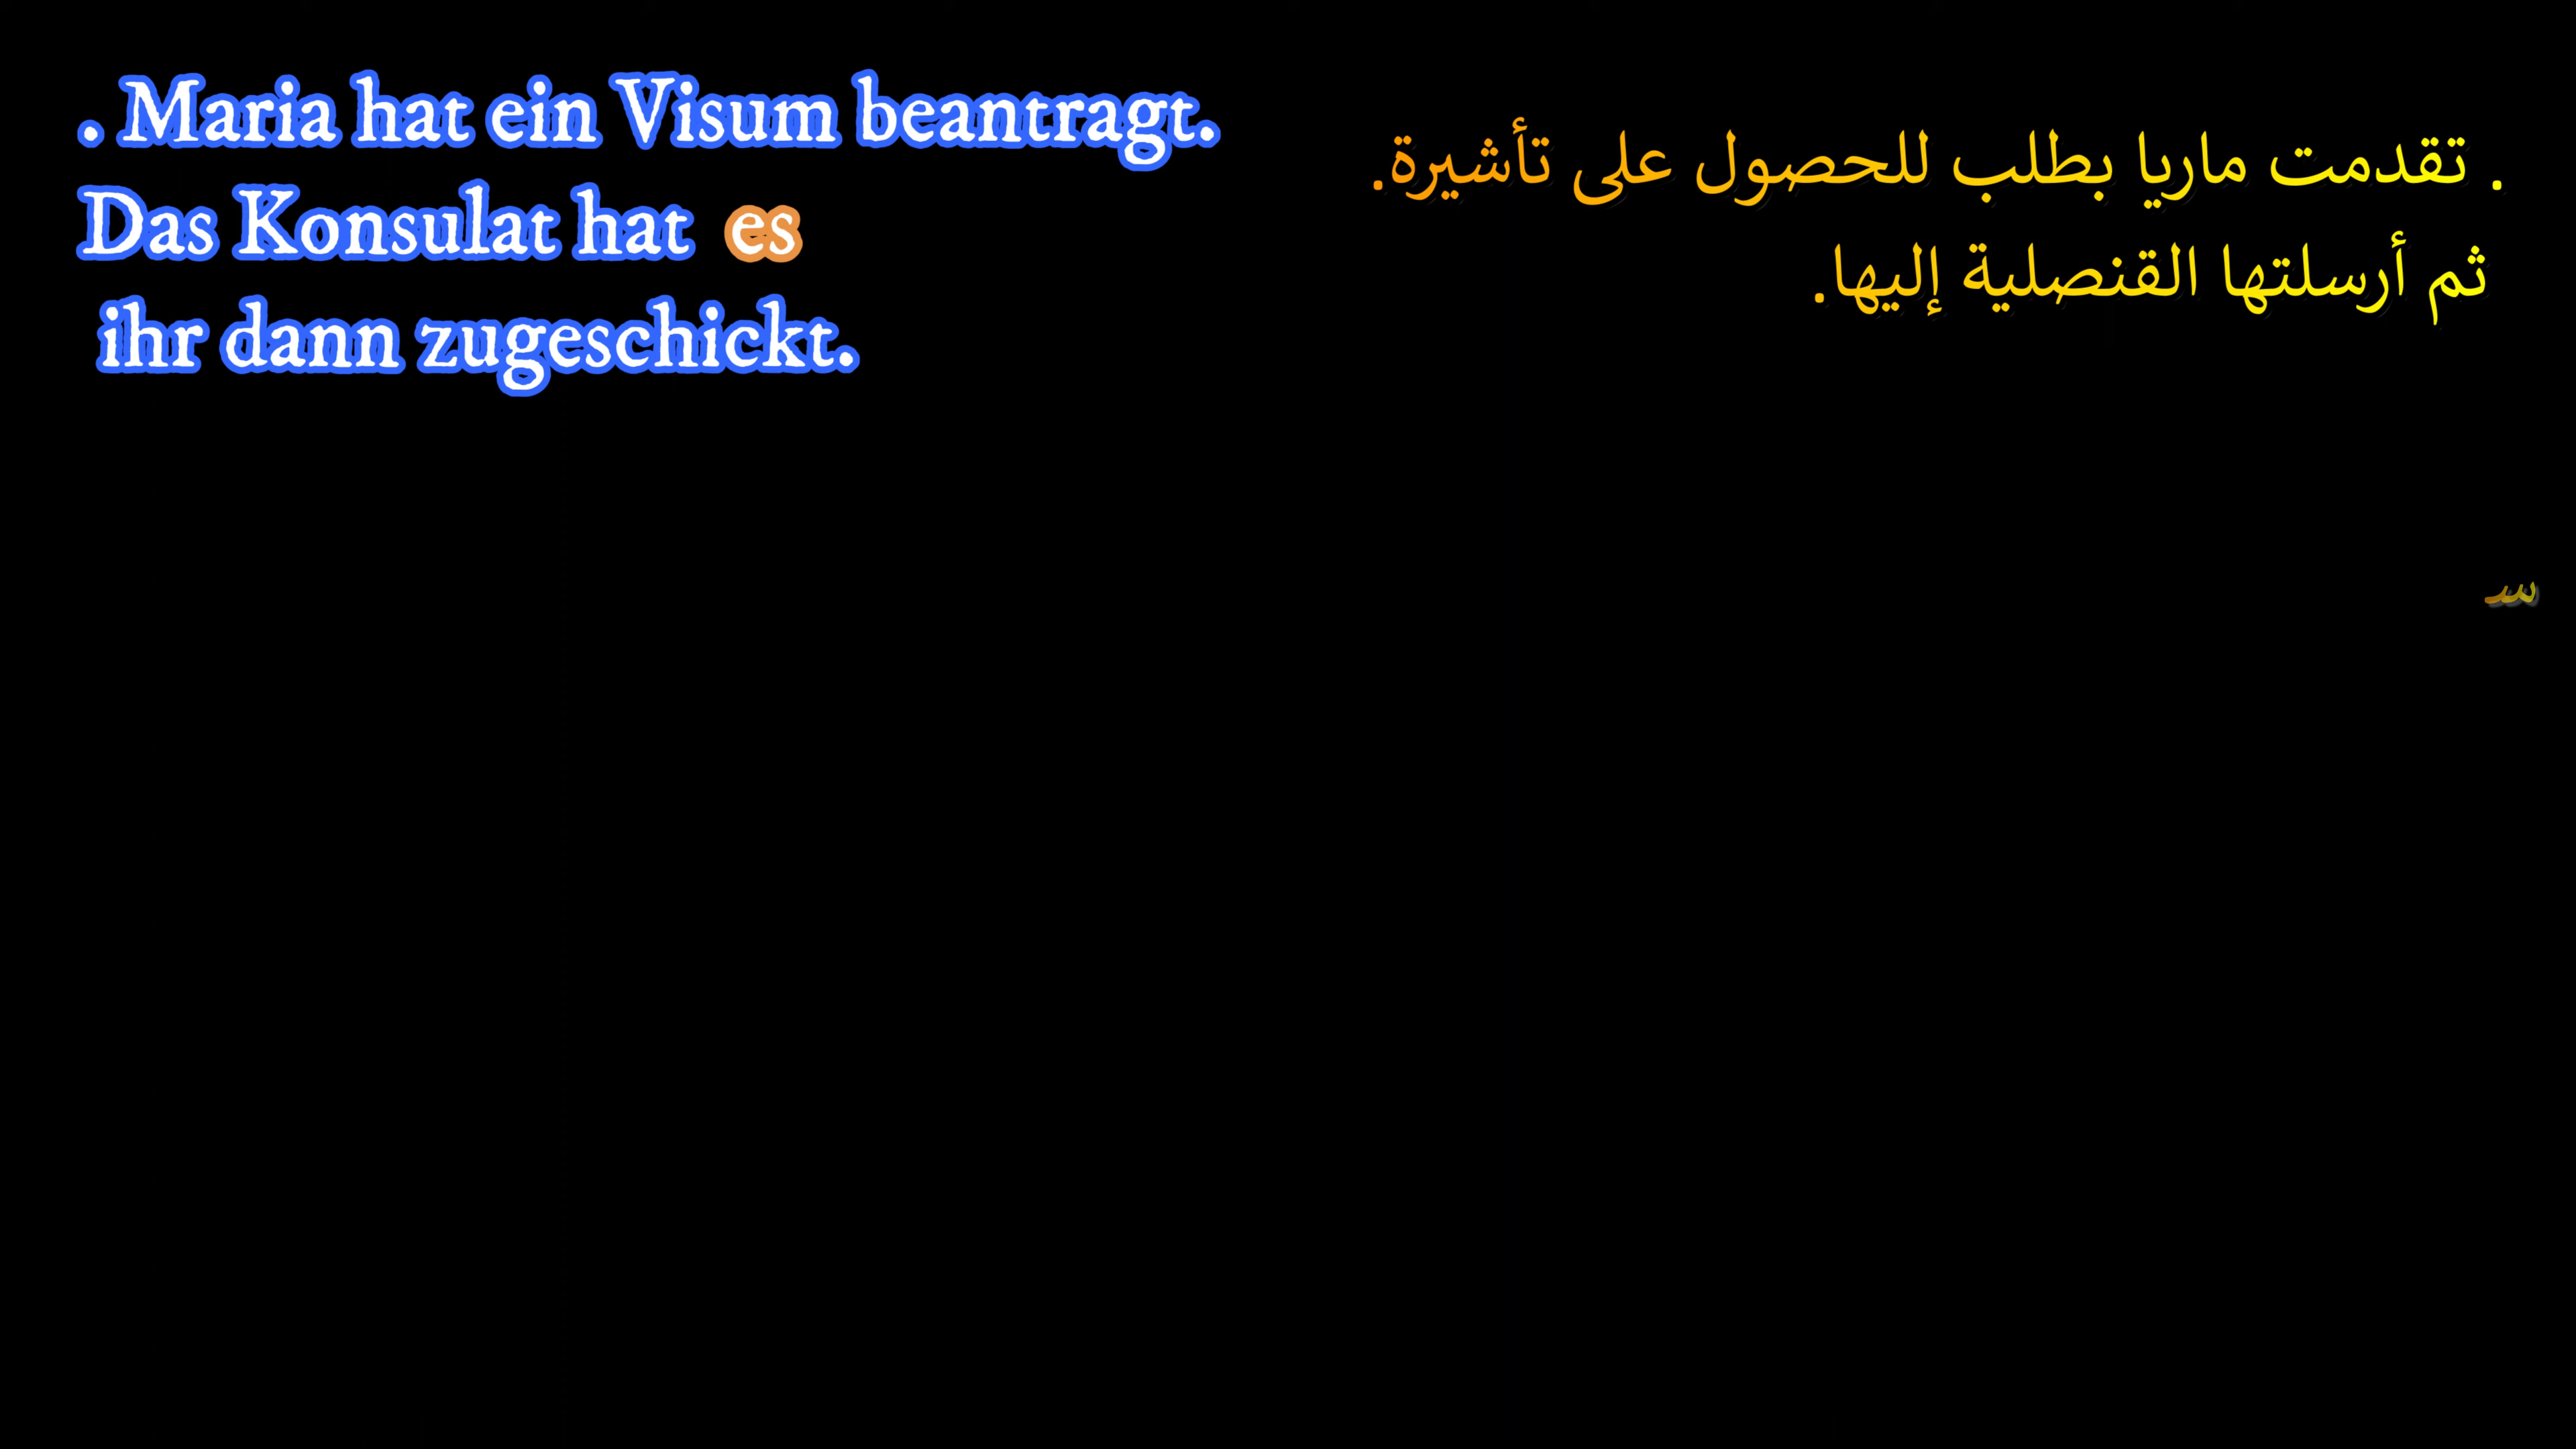 . Maria hat ein Visum beantragt.
Das Konsulat hat es
ihr dann zugeschickt.
. تقدمت ماريا بطلب للحصول على تأشيرة.
ثم أرسلتها القنصلية إليها.
سـ